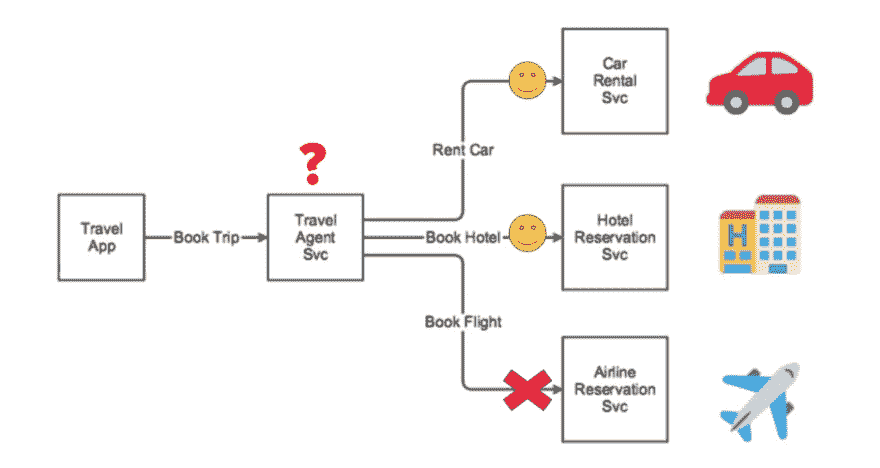 Car
Rental
Svc
Rent Car
?
Travel
App
Book Trip
Travel
Agent
Svc
Book Hotel
Hotel
Reservation
Svc
H
Book Flight
Airline
Reservation
Svc